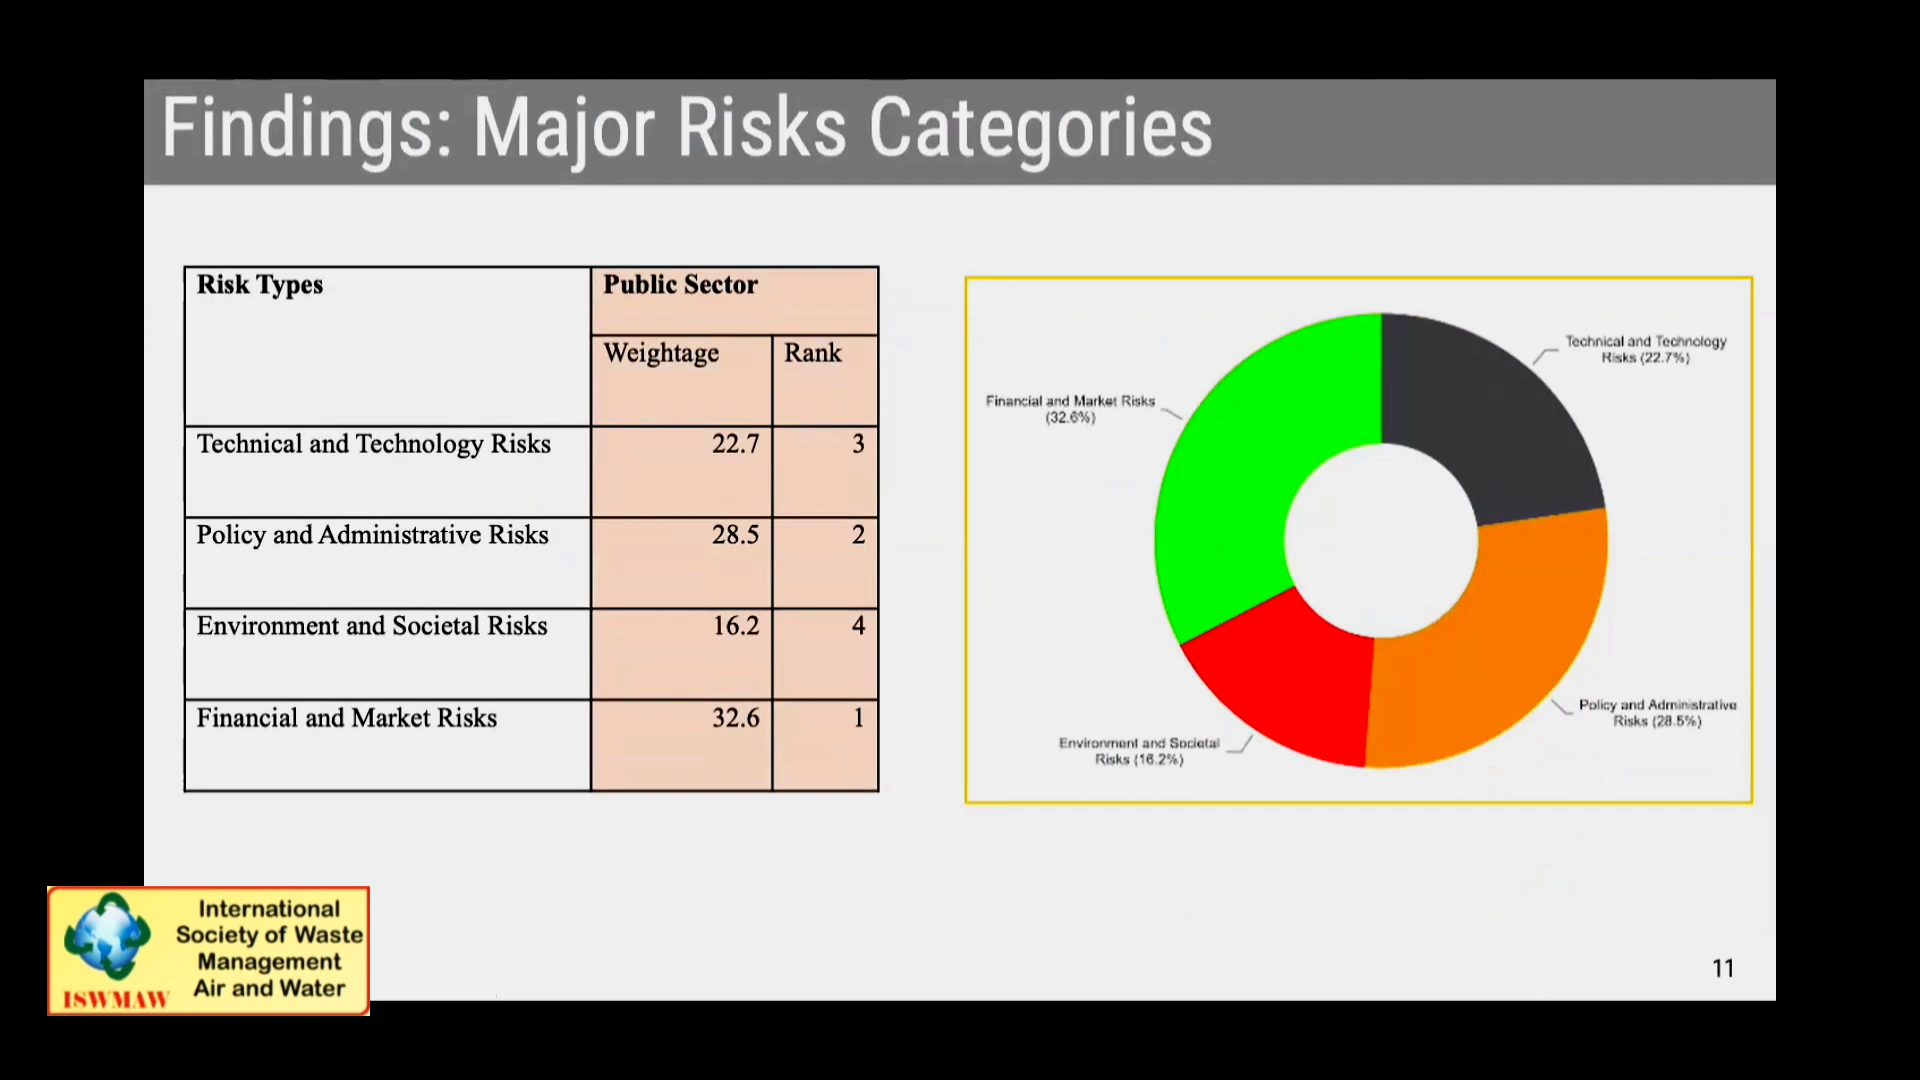 Findings: Major Risks Categories
Risk Types
Public Sector
Weightage
Rank
Technical and Technology Risks
22.7
3
Policy and Administrative Risks
28.5
2
Environment and Societal Risks
16.2
4
Financial and Market Risks
32.6
1
Technical and Technology
Risks (22.7%)
Financial and Market Risks
(32.6%)
Policy and Administrative
Risks (28.5%)
Environment and Societal
Risks (16.2%)
International
Society of Waste
Management
Air and Water
ISWMAW
11